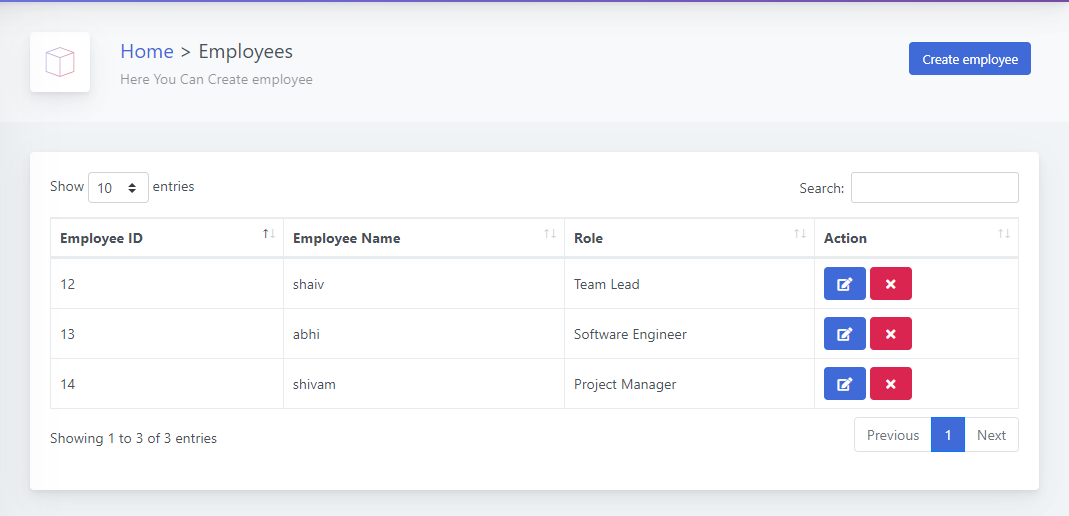 Home > Employees
Here You Can Create employee
Create employee
Show 10 entries
Search:
Employee ID Employee Name Role Action
12 shaiv Team Lead
13 abhi Software Engineer
14 shivam Project Manager
Showing 1 to 3 of 3 entries
Previous 1 Next